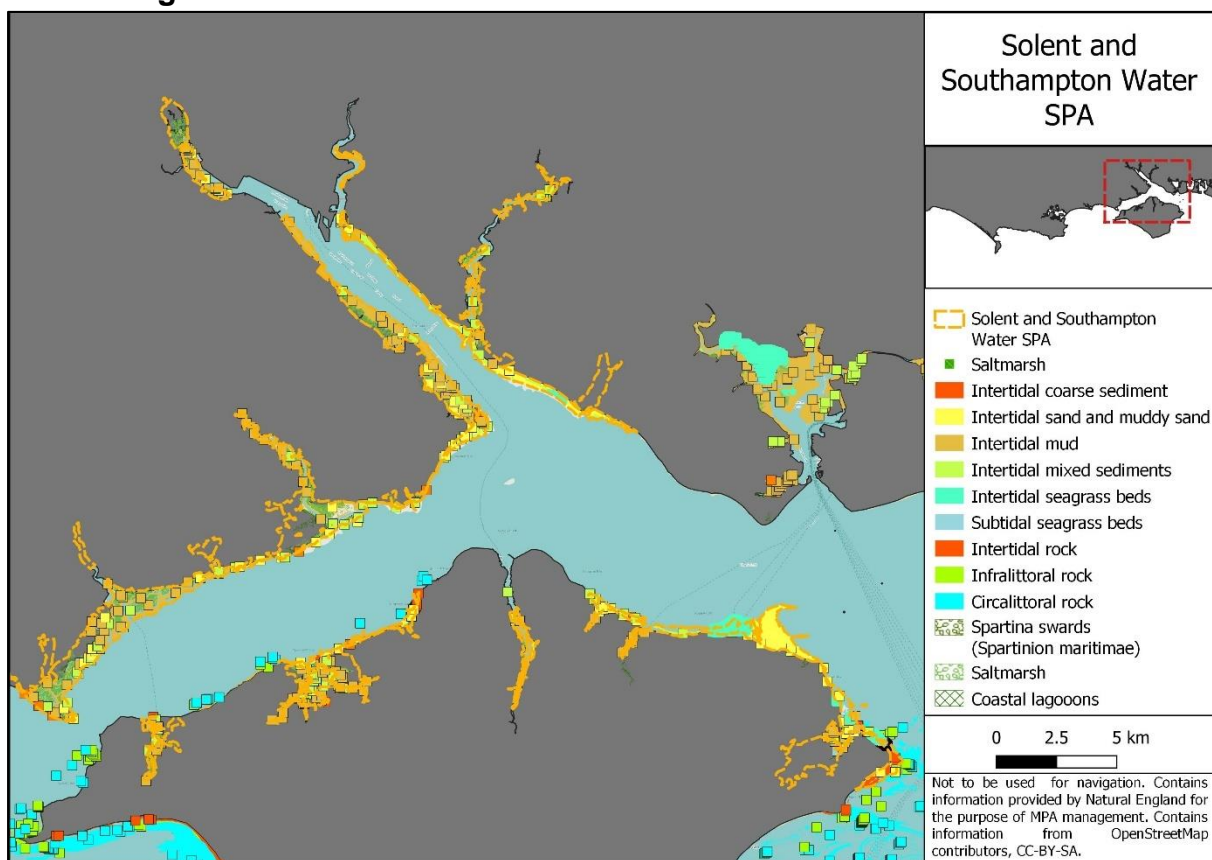 Solent and
Southampton Water
SPA
Solent and Southampton
Water SPA
Saltmarsh
Intertidal coarse sediment
Intertidal sand and muddy sand
Intertidal mud
Intertidal mixed sediments
Intertidal seagrass beds
Subtidal seagrass beds
Intertidal rock
Infralittoral rock
Circalittoral rock
Spartina swards
(Spartinion maritimae)
Saltmarsh
Coastal lagooons
0 2.5 5 km
Not to be used for navigation. Contains
information provided by Natural England for
the purpose of MPA management. Contains
information from OpenStreetMap
contributors, CC-BY-SA.